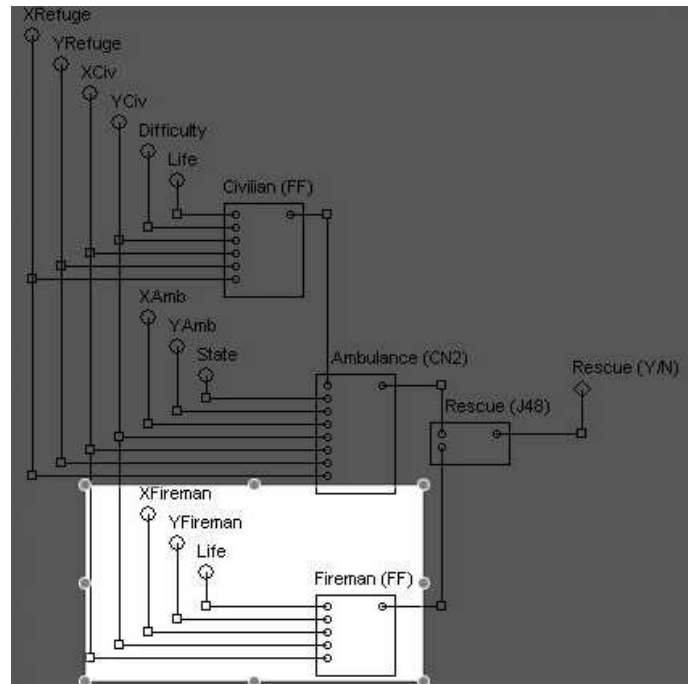 XRefuge
YRefuge
XCiv
YCiv
Difficulty
Life
Civilian (FF)
XAmb
YAmb
State
Ambulance (CN2)
Rescue (Y/N)
Rescue (J48)
XFireman
YFireman
Life
Fireman (FF)